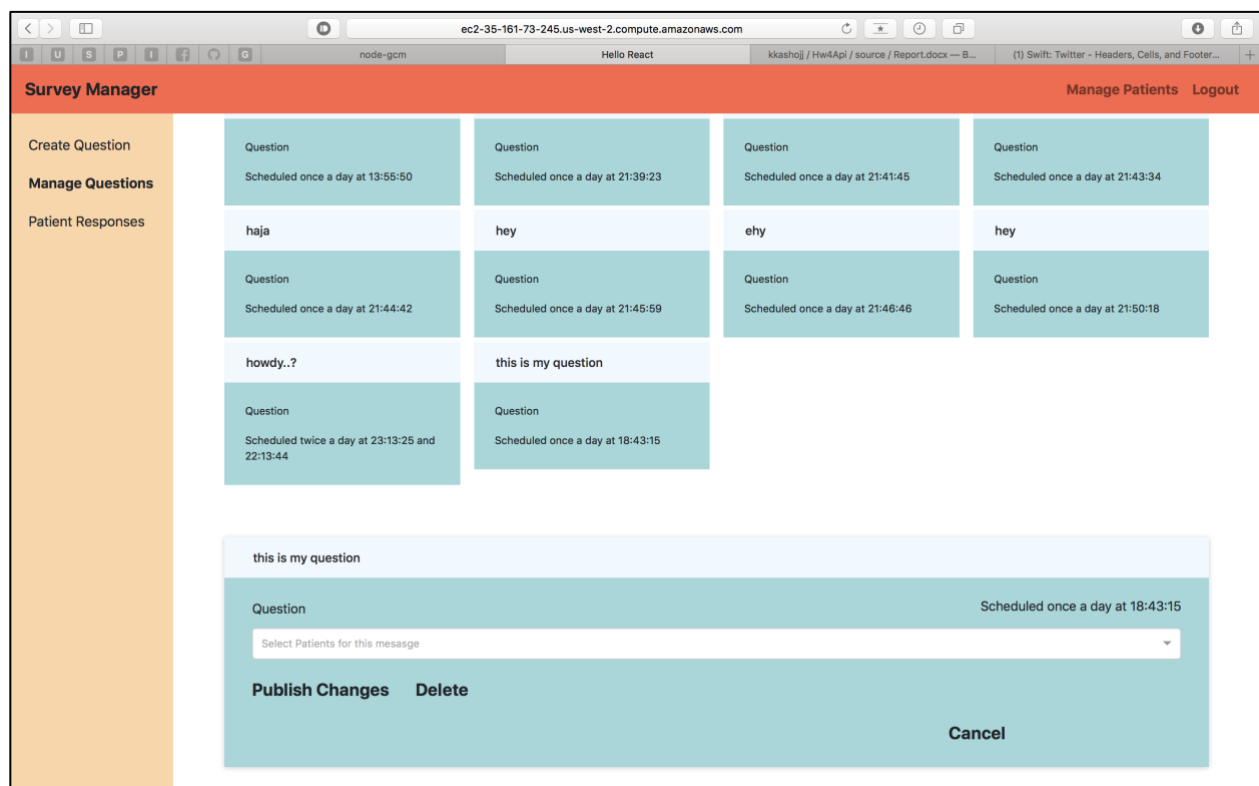 ec2-35-161-73-245.us-west-2.compute.amazonaws.com
I U S P I G node-gcm Hello React kkashojj / Hw4Api / source / Report.docx — B... (1) Swift: Twitter - Headers, Cells, and Footer... +
Survey Manager Manage Patients Logout
Create Question
Manage Questions
Patient Responses
Question Question Question Question
Scheduled once a day at 13:55:50 Scheduled once a day at 21:39:23 Scheduled once a day at 21:41:45 Scheduled once a day at 21:43:34
haja hey ehy hey
Question Question Question Question
Scheduled once a day at 21:44:42 Scheduled once a day at 21:45:59 Scheduled once a day at 21:46:46 Scheduled once a day at 21:50:18
howdy..? this is my question
Question Question
Scheduled twice a day at 23:13:25 and Scheduled once a day at 18:43:15
22:13:44
this is my question
Question Scheduled once a day at 18:43:15
Select Patients for this mesasge
Publish Changes Delete
Cancel